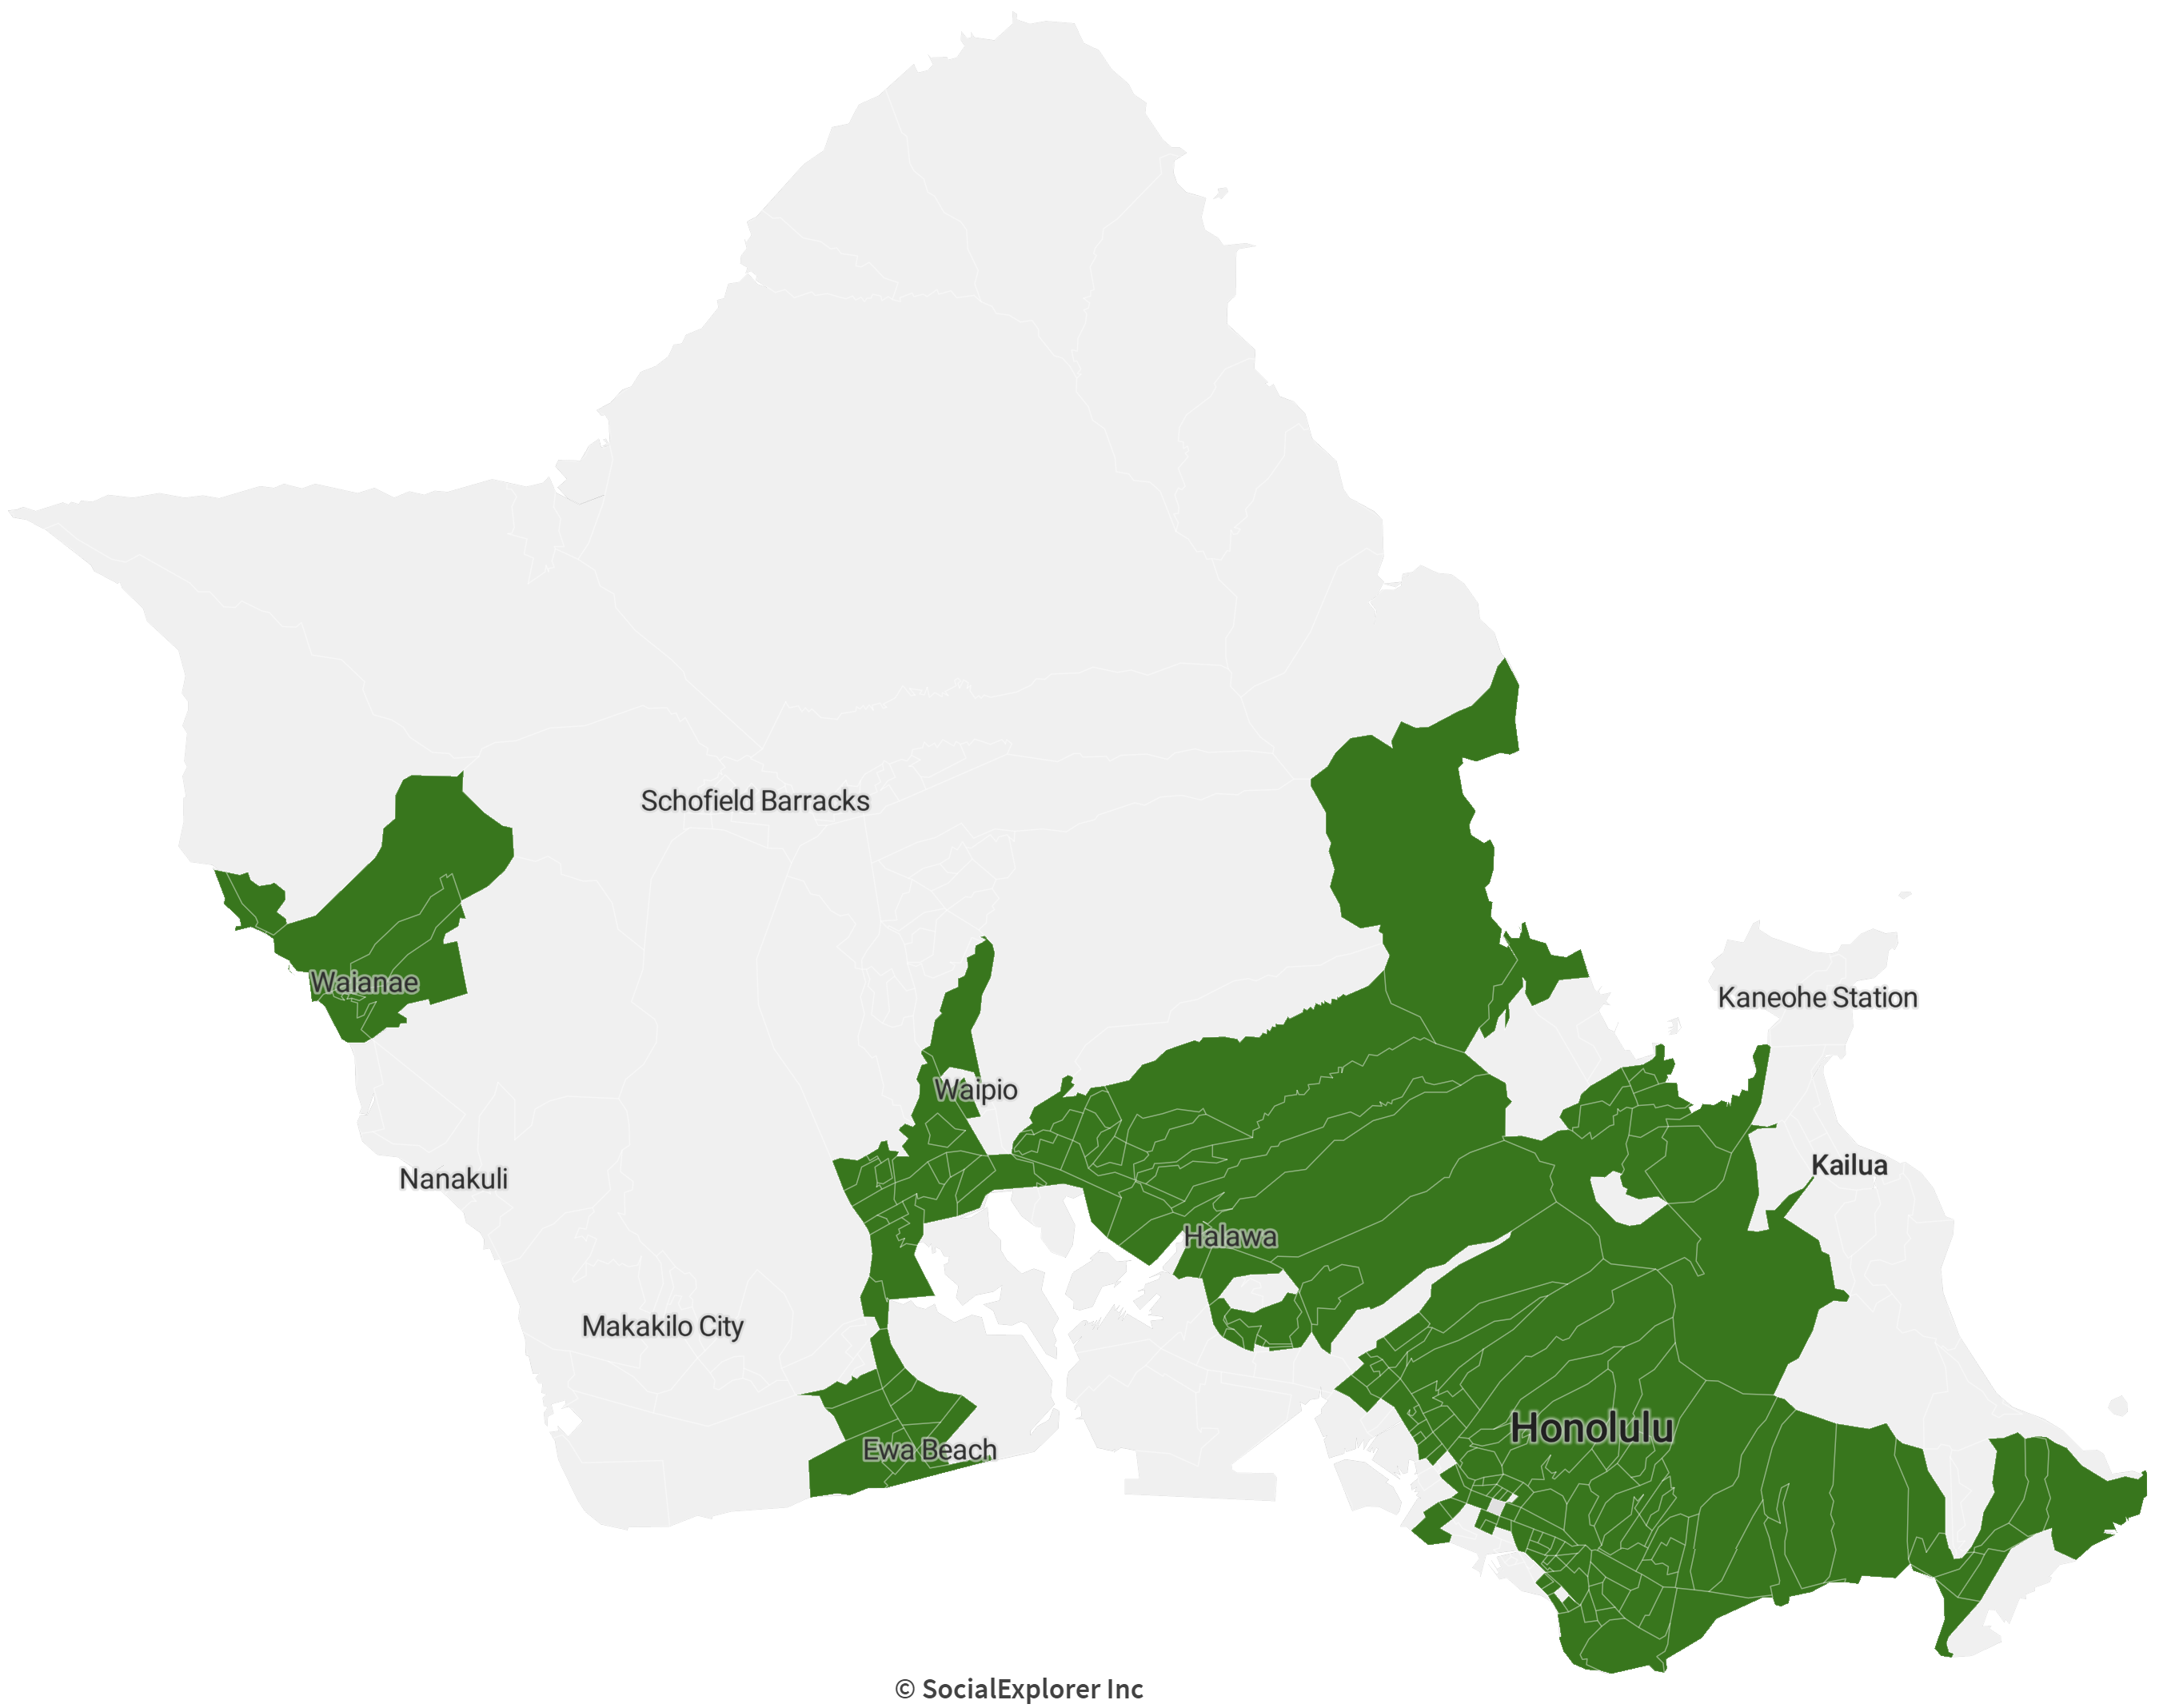 Schofield Barracks
Waianae
Kaneohe Station
Waipio
Kailua
Nanakuli
Halawa
Makakilo City
Honolulu
Ewa Beach
© SocialExplorer Inc